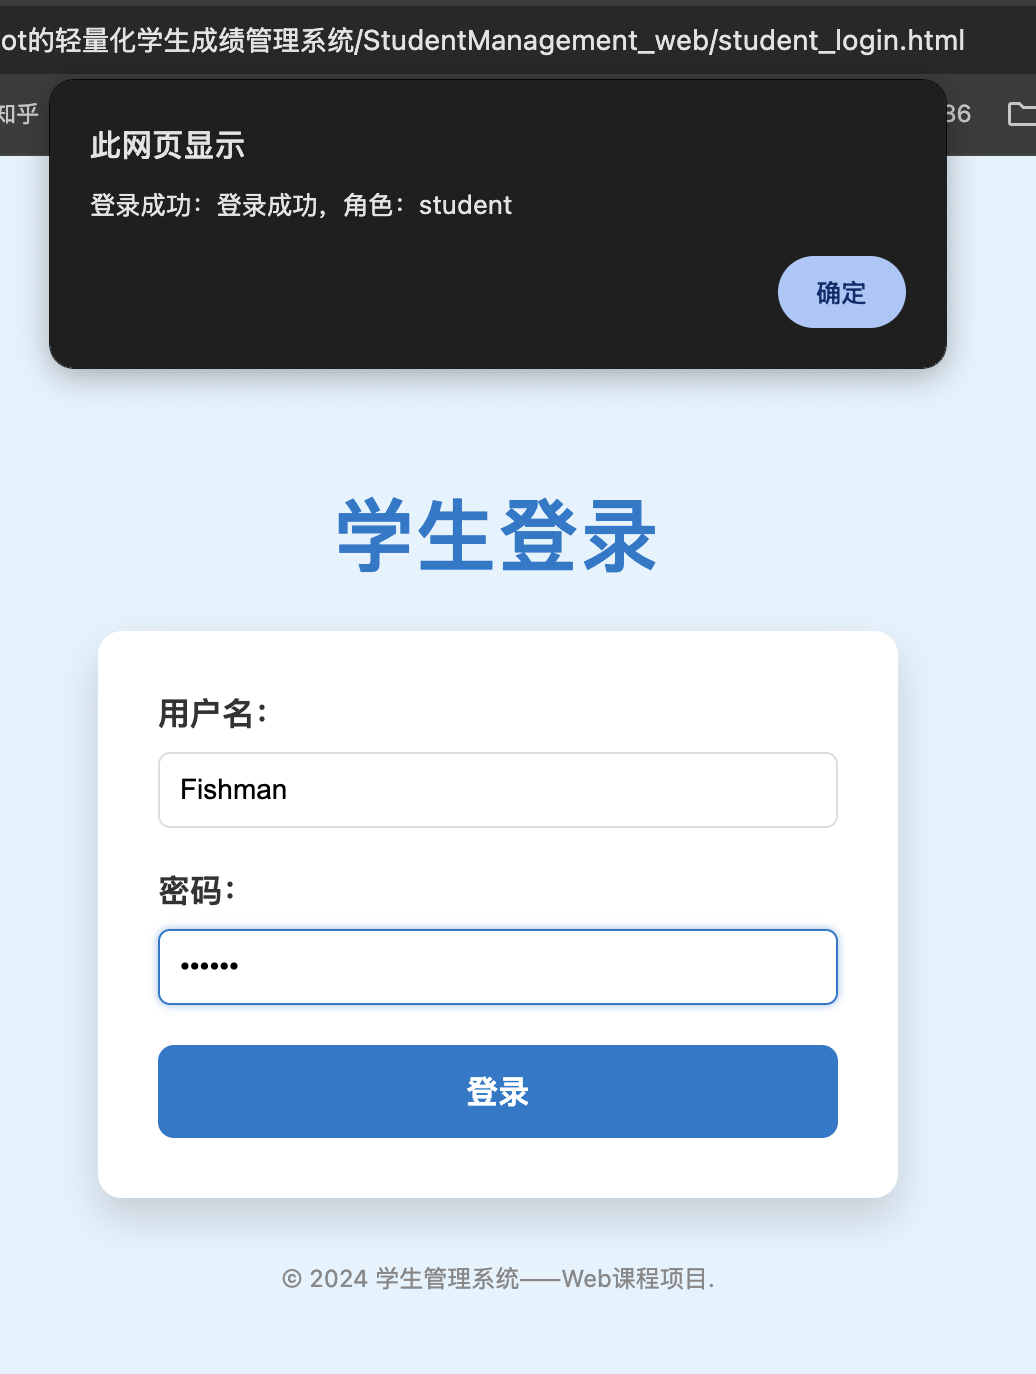 ot的轻量化学生成绩管理系统/StudentManagement_web/student_login.html
知乎
36
此网页显示
登录成功：登录成功，角色：student
确定
学生登录
用户名：
Fishman
密码：
••••••
登录
© 2024 学生管理系统——Web课程项目.